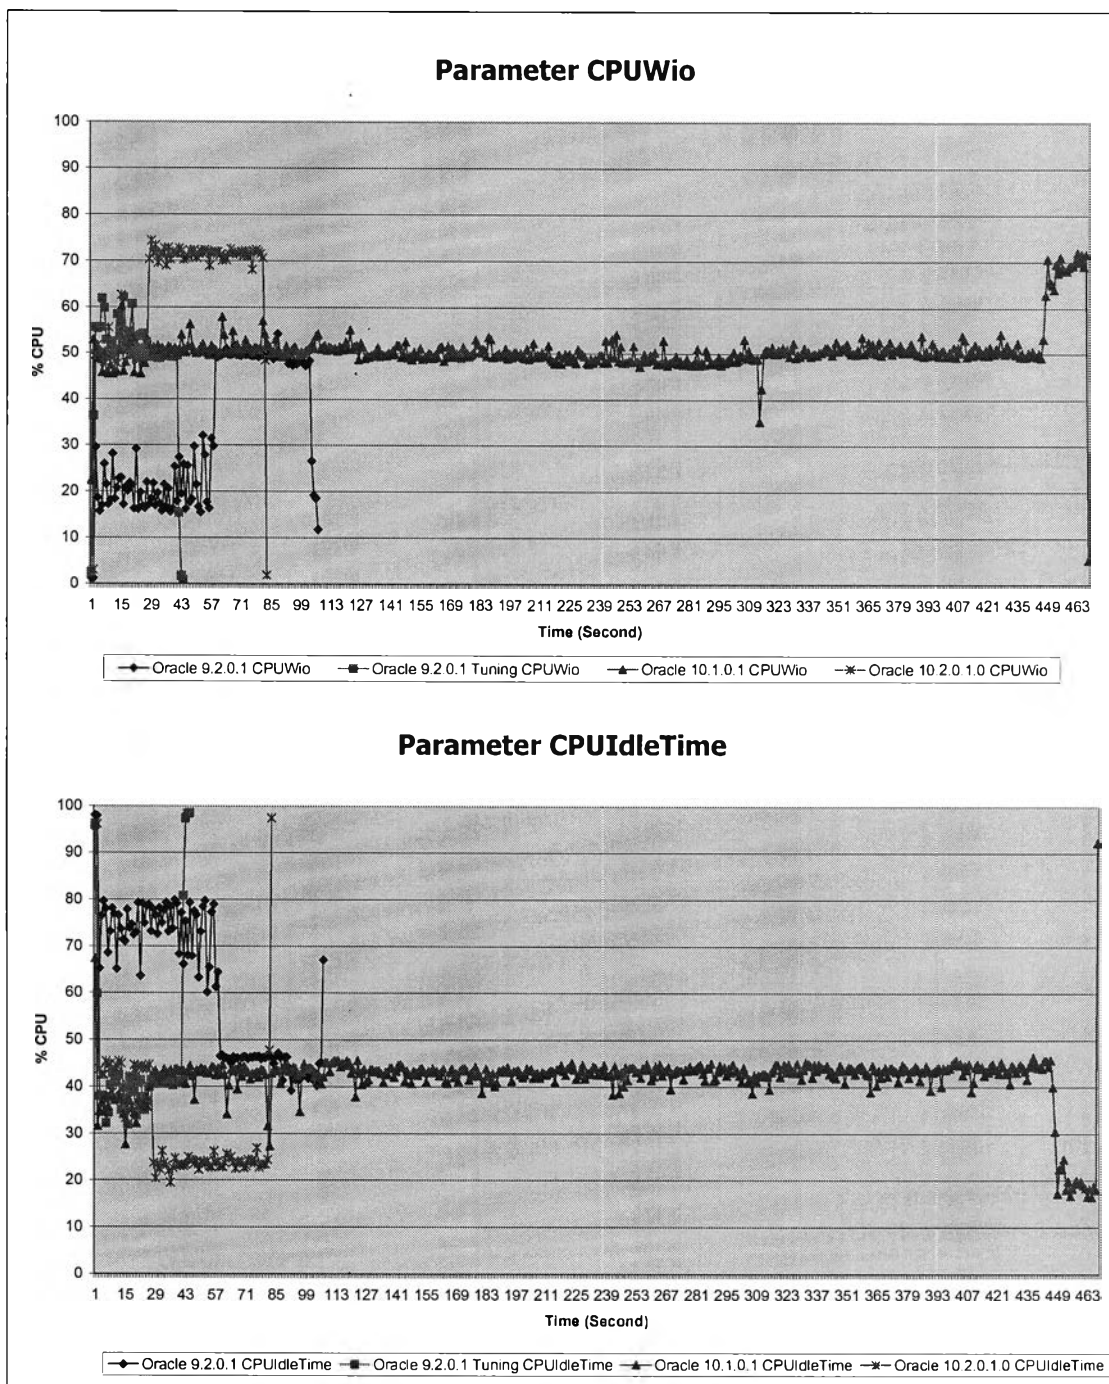 Parameter CPUWio
100
90
80
70
60
50
40
30
20
10
0
% CPU
1 15 29 43 57 71 85 99 113 127 141 155 169 183 197 211 225 239 253 267 281 295 309 323 337 351 365 379 393 407 421 435 449 463
Time (Second)
Oracle 9.2.0.1 CPUWio Oracle 9.2.0.1 Tuning CPUWio Oracle 10.1.0.1 CPUWio Oracle 10.2.0.1.0 CPUWio
Parameter CPUIdleTime
100
90
80
70
60
50
40
30
20
10
0
% CPU
1 15 29 43 57 71 85 99 113 127 141 155 169 183 197 211 225 239 253 267 281 295 309 323 337 351 365 379 393 407 421 435 449 463
Time (Second)
Oracle 9.2.0.1 CPUIdleTime Oracle 9.2.0.1 Tuning CPUIdleTime Oracle 10.1.0.1 CPUIdleTime Oracle 10.2.0.1.0 CPUIdleTime